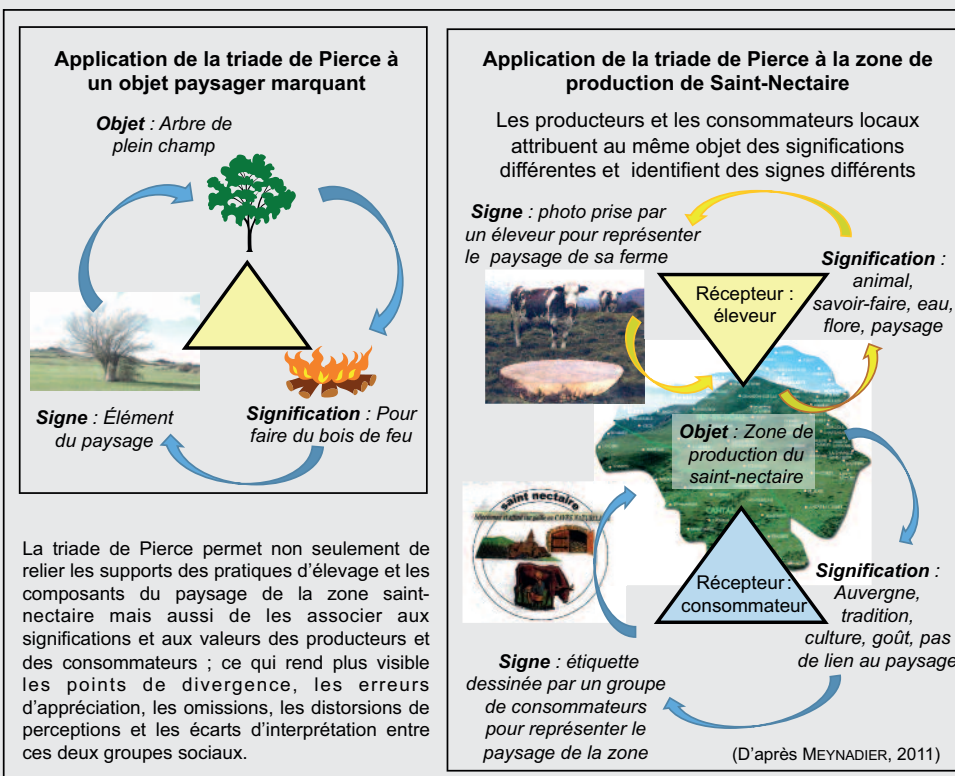 Application de la triade de Pierce à
un objet paysager marquant
Objet : Arbre de
plein champ
Signe : Élément
du paysage
Signification : Pour
faire du bois de feu
La triade de Pierce permet non seulement de
relier les supports des pratiques d'élevage et les
composants du paysage de la zone saint-
nectaire mais aussi de les associer aux
significations et aux valeurs des producteurs et
des consommateurs ; ce qui rend plus visible
les points de divergence, les erreurs
d'appréciation, les omissions, les distorsions de
perceptions et les écarts d'interprétation entre
ces deux groupes sociaux.
Application de la triade de Pierce à la zone de
production de Saint-Nectaire
Les producteurs et les consommateurs locaux
attribuent au même objet des significations
différentes et identifient des signes différents
Signe : photo prise par
un éleveur pour représenter
le paysage de sa ferme
Récepteur :
éleveur
Signification :
animal,
savoir-faire, eau,
flore, paysage
Objet : Zone de
production du
saint-nectaire
saint nectaire
Récepteur :
consommateur
Signification :
Auvergne,
tradition,
culture, goût, pas
de lien au paysage
Signe : étiquette
dessinée par un groupe
de consommateurs
pour représenter le
paysage de la zone
(D'après MEYNADIER, 2011)